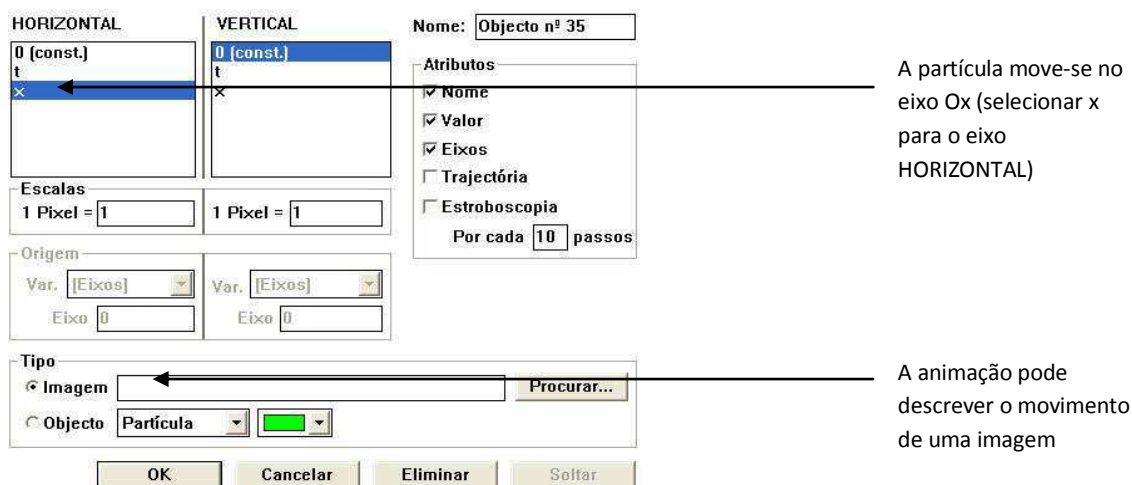 HORIZONTAL
0 (const.)
t
x
VERTICAL
0 (const.)
t
x
Escalas
1 Pixel = 1
1 Pixel = 1
Origem
Var. [Eixos]
Eixo 0
Var. [Eixos]
Eixo 0
Nome: Objecto nº 35
Atributos
Nome
Valor
Eixos
Trajectória
Estroboscopia
Por cada 10 passos
Tipo
Imagem
Procurar...
Objecto Partícula
OK Cancelar Eliminar Soltar
A partícula move-se no
eixo Ox (selecionar x
para o eixo
HORIZONTAL)
A animação pode
descrever o movimento
de uma imagem